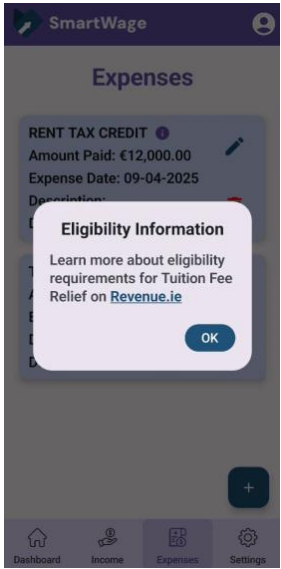 SmartWage
Expenses
RENT TAX CREDIT
Amount Paid: €12,000.00
Expense Date: 09-04-2025
Description:
Eligibility Information
Learn more about eligibility
requirements for Tuition Fee
Relief on Revenue.ie
OK
+
Dashboard Income Expenses Settings